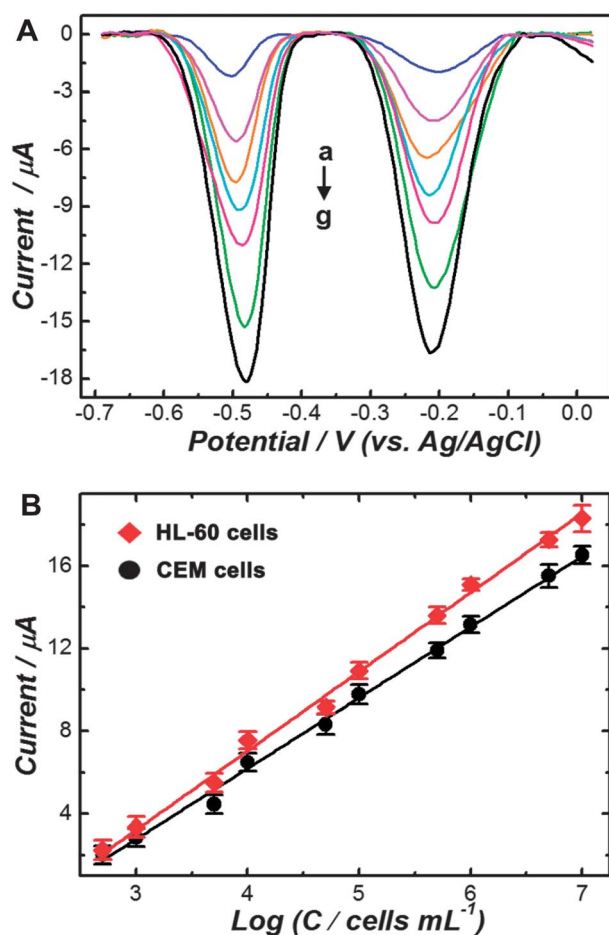 A
0
-3
-6
-9
-12
-15
-18
Current / μA
a
g
-0.7 -0.6 -0.5 -0.4 -0.3 -0.2 -0.1 0.0
Potential / V (vs. Ag/AgCl)
B
HL-60 cells
CEM cells
16
12
8
4
Current / μA
3 4 5 6 7
Log (C / cells mL⁻¹)